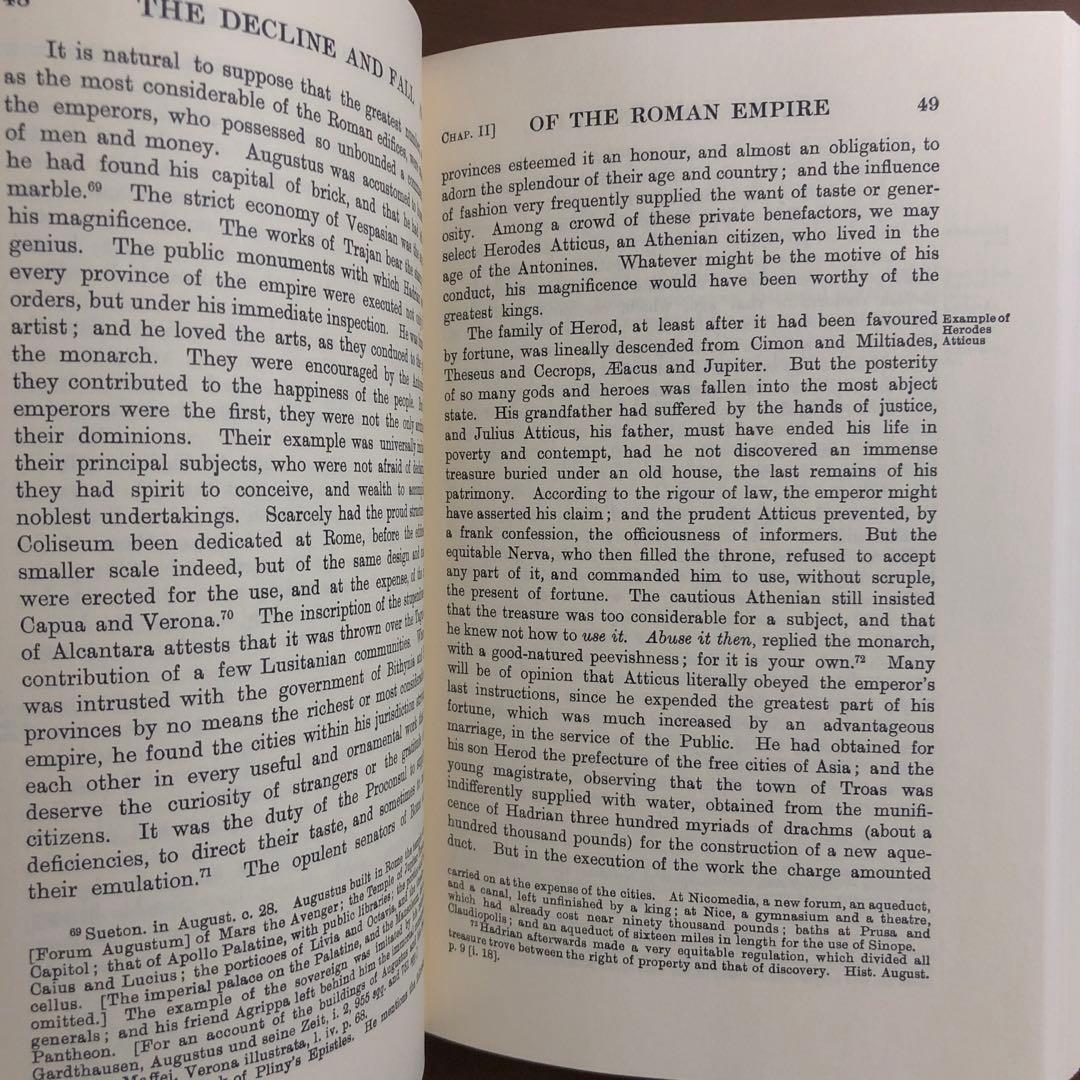 THE DECLINE AND FALL
It is natural to suppose that the greatest
as the most considerable of the Roman edifices,
the emperors, who possessed so unbounded a
of men and money. Augustus was accustomed
he had found his capital of brick, and that he
marble.⁶⁹ The strict economy of Vespasian was
his magnificence. The works of Trajan bear the
genius. The public monuments with which Hadrian
every province of the empire were executed not
orders, but under his immediate inspection. He was
artist; and he loved the arts, as they conduced to the
the monarch. They were encouraged by the
they contributed to the happiness of the people.
emperors were the first, they were not the only
their dominions. Their example was universally
their principal subjects, who were not afraid of
they had spirit to conceive, and wealth to
noblest undertakings. Scarcely had the proud
Coliseum been dedicated at Rome, before the
smaller scale indeed, but of the same design and
were erected for the use, and at the expense, of
Capua and Verona.⁷⁰ The inscription of the
of Alcantara attests that it was thrown over the
contribution of a few Lusitanian communities.
was intrusted with the government of Bithynia
provinces by no means the richest or most
empire, he found the cities within his jurisdiction
each other in every useful and ornamental work
deserve the curiosity of strangers or the
citizens. It was the duty of the Proconsul to
deficiencies, to direct their taste, and sometimes to
their emulation.⁷¹ The opulent senators of Rome
⁶⁹ Sueton. in August. c. 28. Augustus built in Rome the
[Forum Augustum] of Mars the Avenger; the Temple of Jupiter
Capitol; that of Apollo Palatine, with public libraries; the
Caius and Lucius; the porticoes of Livia and Octavia, and the
cellus. [The imperial palace on the Palatine, and the
omitted.] The example of the sovereign was imitated by
generals; and his friend Agrippa left behind him the
Pantheon. [For an account of the buildings of Augustus
Gardthausen, Augustus und seine Zeit, i. 2, 955 sqq. and
Maffei, Verona illustrata, l. iv. p. 68.
of Pliny's Epistles. He mentions the
CHAP. II] OF THE ROMAN EMPIRE 49
provinces esteemed it an honour, and almost an obligation, to
adorn the splendour of their age and country; and the influence
of fashion very frequently supplied the want of taste or gener-
osity. Among a crowd of these private benefactors, we may
select Herodes Atticus, an Athenian citizen, who lived in the
age of the Antonines. Whatever might be the motive of his
conduct, his magnificence would have been worthy of the
greatest kings.
The family of Herod, at least after it had been favoured
by fortune, was lineally descended from Cimon and Miltiades,
Theseus and Cecrops, Æacus and Jupiter. But the posterity
of so many gods and heroes was fallen into the most abject
state. His grandfather had suffered by the hands of justice,
and Julius Atticus, his father, must have ended his life in
poverty and contempt, had he not discovered an immense
treasure buried under an old house, the last remains of his
patrimony. According to the rigour of law, the emperor might
have asserted his claim; and the prudent Atticus prevented, by
a frank confession, the officiousness of informers. But the
equitable Nerva, who then filled the throne, refused to accept
any part of it, and commanded him to use, without scruple,
the present of fortune. The cautious Athenian still insisted
that the treasure was too considerable for a subject, and that
he knew not how to use it. Abuse it then, replied the monarch,
with a good-natured peevishness; for it is your own.⁷² Many
will be of opinion that Atticus literally obeyed the emperor's
last instructions, since he expended the greatest part of his
fortune, which was much increased by an advantageous
marriage, in the service of the Public. He had obtained for
his son Herod the prefecture of the free cities of Asia; and the
young magistrate, observing that the town of Troas was
indifferently supplied with water, obtained from the munifi-
cence of Hadrian three hundred myriads of drachms (about a
hundred thousand pounds) for the construction of a new aque-
duct. But in the execution of the work the charge amounted
Example of
Herodes
Atticus
carried on at the expense of the cities. At Nicomedia, a new forum, an aqueduct,
and a canal, left unfinished by a king; at Nice, a gymnasium and a theatre,
which had already cost near ninety thousand pounds; baths at Prusa and
Claudiopolis; and an aqueduct of sixteen miles in length for the use of Sinope.
⁷² Hadrian afterwards made a very equitable regulation, which divided all
treasure trove between the right of property and that of discovery. Hist. August.
p. 9 [i. 18].